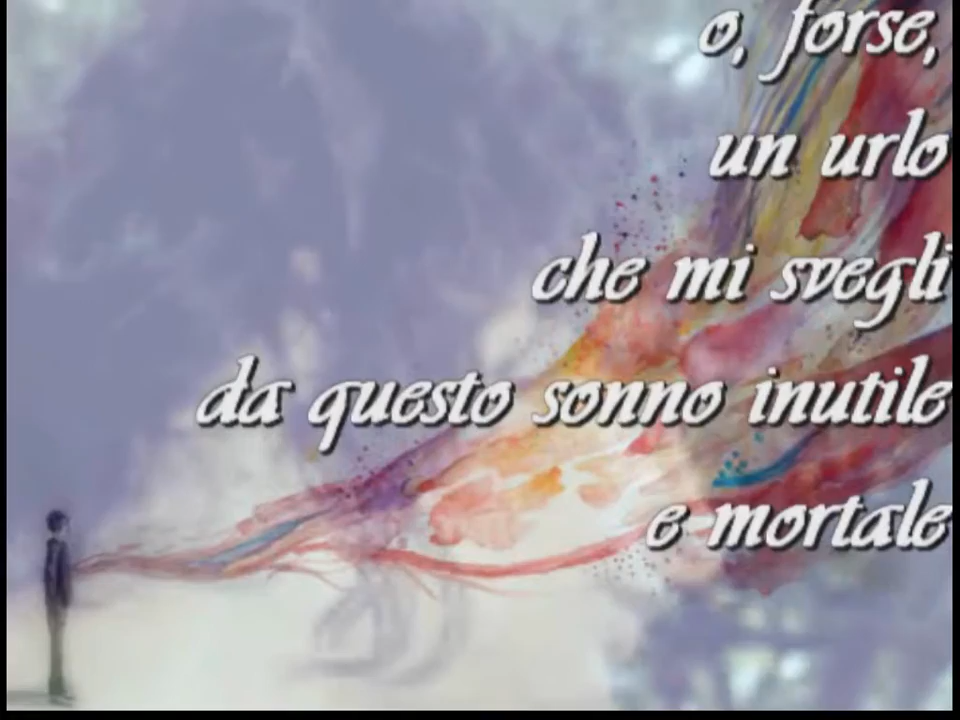 o, forse,
un urlo
che mi svegli
da questo sonno inutile
e mortale